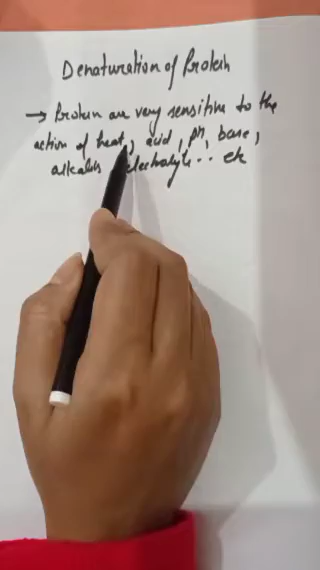 Denaturation of Protein
→ Protein are very sensitive to the
action of heat, acid, pH, base,
alkalis electrolyte.. etc